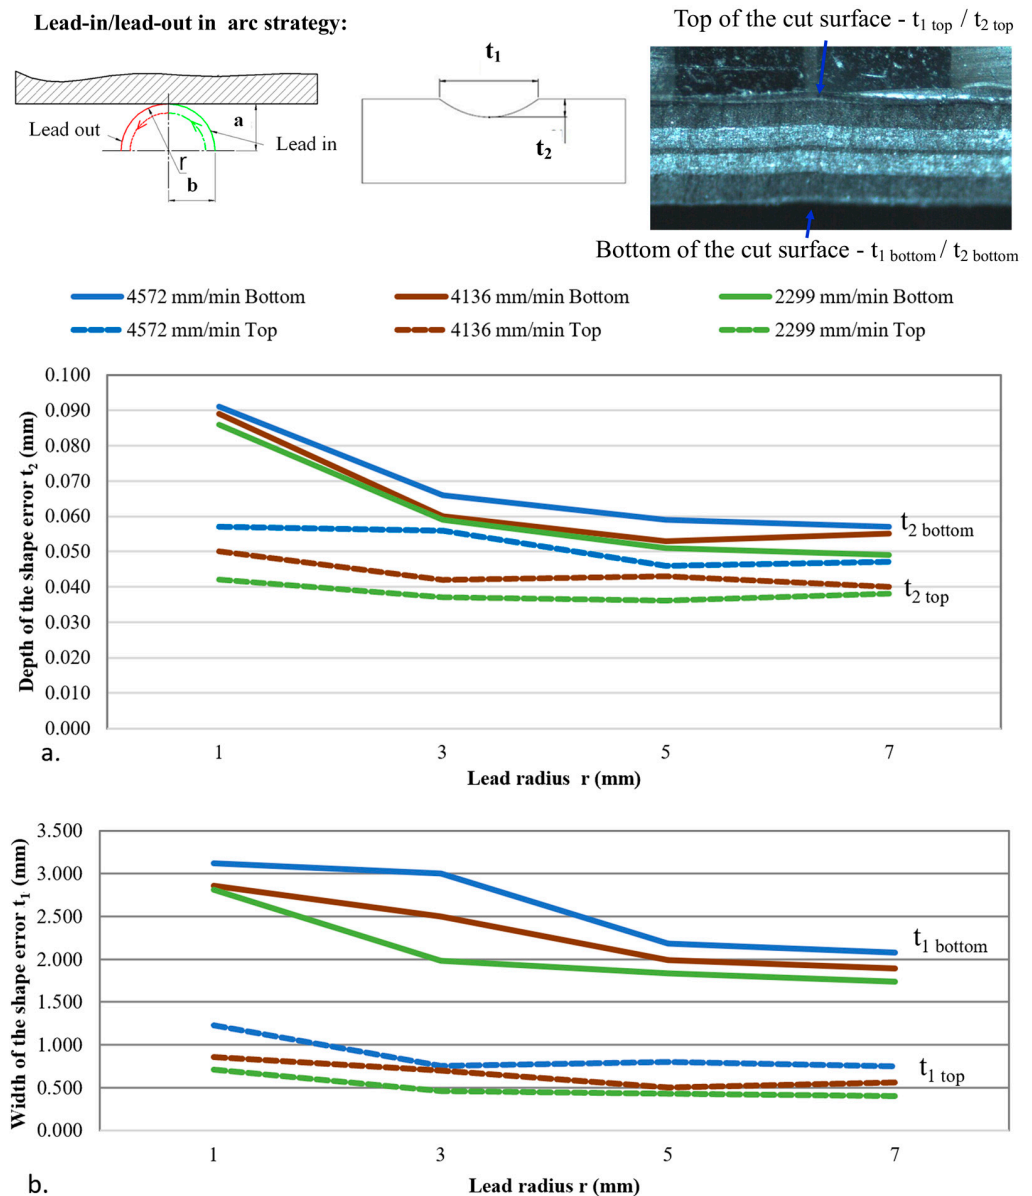 Lead-in/lead-out in arc strategy:
Lead out
Lead in
a
r
b
t1
t2
Top of the cut surface - t1 top / t2 top
Bottom of the cut surface - t1 bottom / t2 bottom
4572 mm/min Bottom
4136 mm/min Bottom
2299 mm/min Bottom
4572 mm/min Top
4136 mm/min Top
2299 mm/min Top
Depth of the shape error t2 (mm)
0.100
0.090
0.080
0.070
0.060
0.050
0.040
0.030
0.020
0.010
0.000
t2 bottom
t2 top
1 3 5 7
a.
Lead radius r (mm)
Width of the shape error t1 (mm)
3.500
3.000
2.500
2.000
1.500
1.000
0.500
0.000
t1 bottom
t1 top
1 3 5 7
b.
Lead radius r (mm)